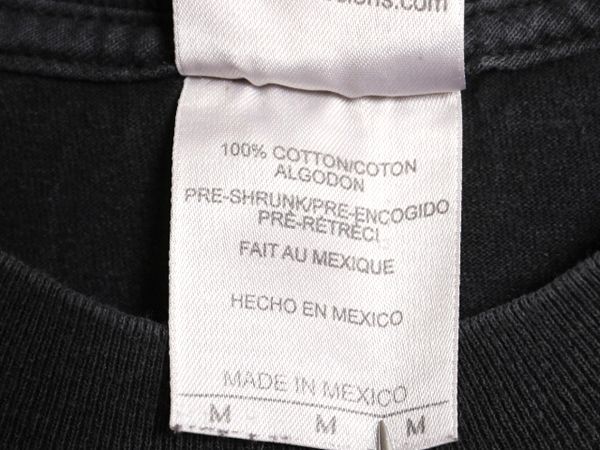 100% COTTON/COTON
ALGODON
PRE-SHRUNK/PRE-ENCOGIDO
PRÉ-RÉTRÉCI
FAIT AU MEXIQUE
HECHO EN MEXICO
MADE IN MEXICO
M M M